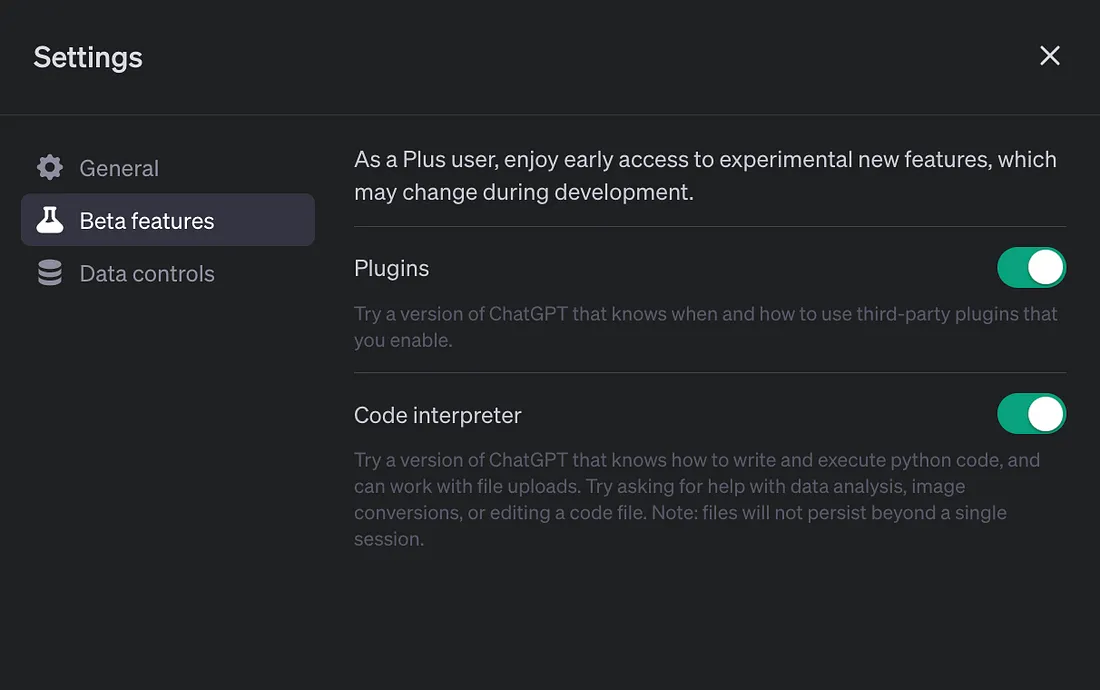 Settings
General
Beta features
Data controls
As a Plus user, enjoy early access to experimental new features, which
may change during development.
Plugins
Try a version of ChatGPT that knows when and how to use third-party plugins that
you enable.
Code interpreter
Try a version of ChatGPT that knows how to write and execute python code, and
can work with file uploads. Try asking for help with data analysis, image
conversions, or editing a code file. Note: files will not persist beyond a single
session.